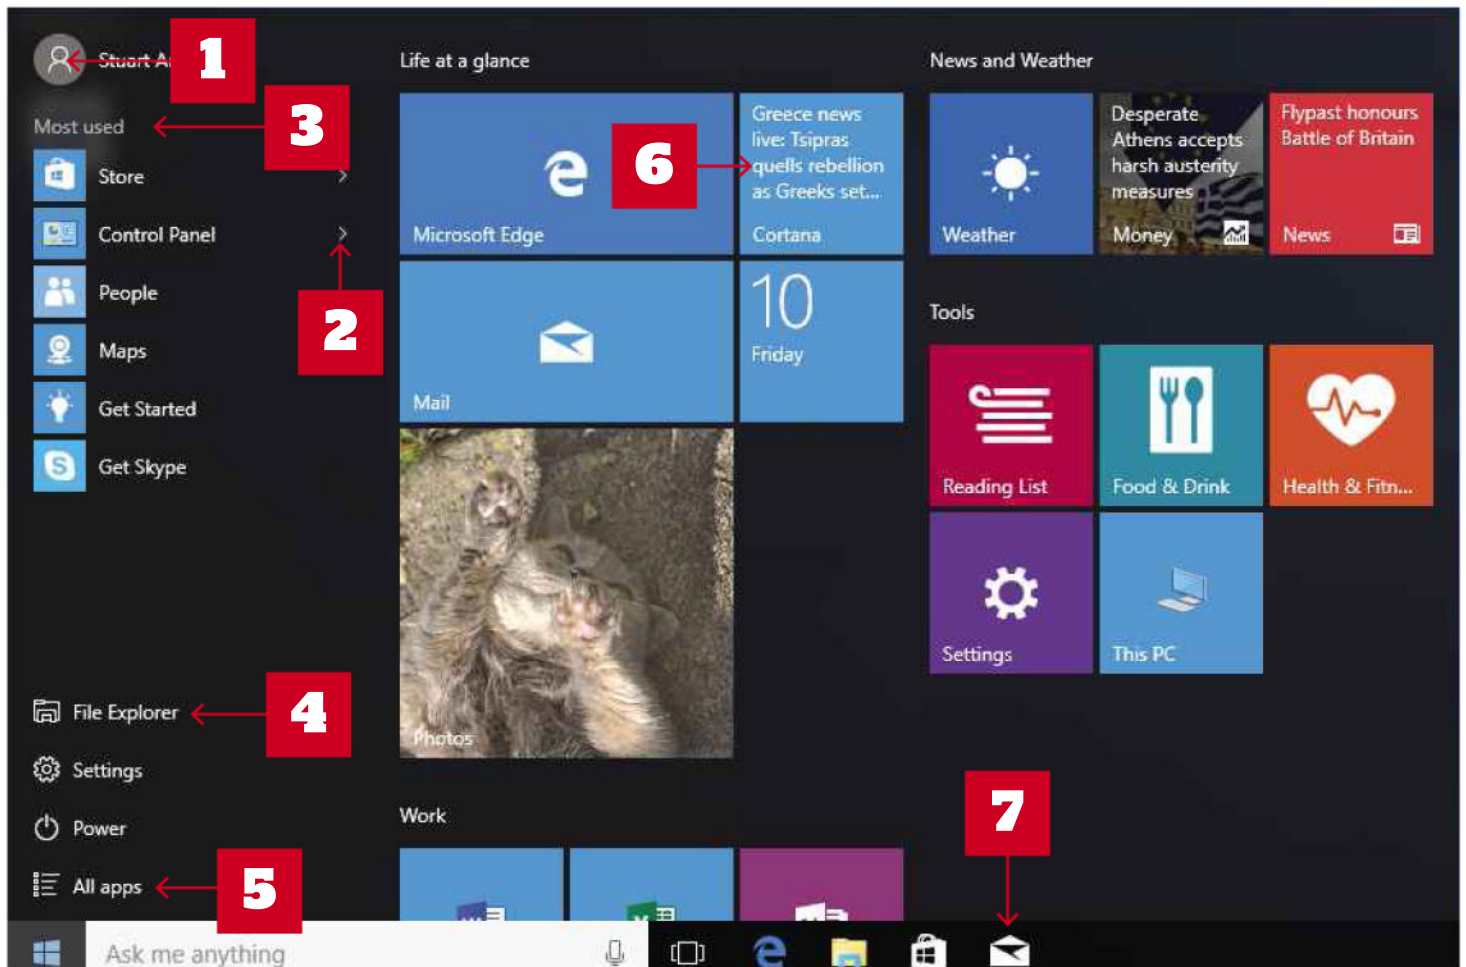 1
Stuart A
3
Most used
Store
Control Panel
2
People
Maps
Get Started
Get Skype
4
File Explorer
Settings
Power
5
All apps
Life at a glance
Microsoft Edge
6
Greece news
live: Tsipras
quells rebellion
as Greeks set...
Cortana
Mail
10
Friday
Photos
Work
News and Weather
Weather
Desperate
Athens accepts
harsh austerity
measures
Money
Flypast honours
Battle of Britain
News
Tools
Reading List
Food & Drink
Health & Fitn...
Settings
This PC
7
Ask me anything